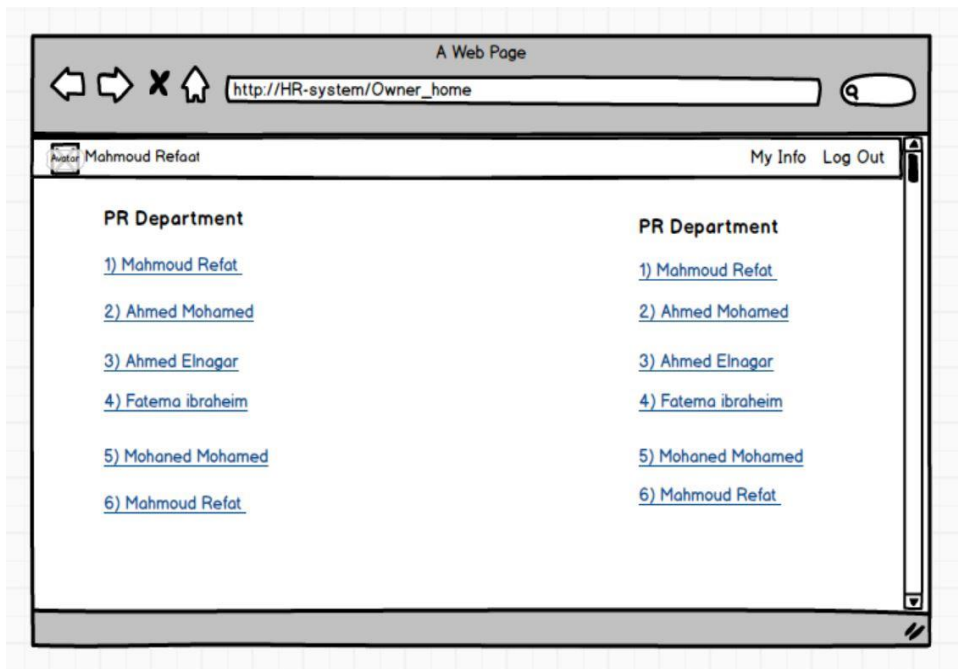 A Web Page
http://HR-system/Owner_home
Avatar Mahmoud Refaat My Info Log Out
PR Department
1) Mahmoud Refat
2) Ahmed Mohamed
3) Ahmed Elnagar
4) Fatema ibraheim
5) Mohaned Mohamed
6) Mahmoud Refat
PR Department
1) Mahmoud Refat
2) Ahmed Mohamed
3) Ahmed Elnagar
4) Fatema ibraheim
5) Mohaned Mohamed
6) Mahmoud Refat